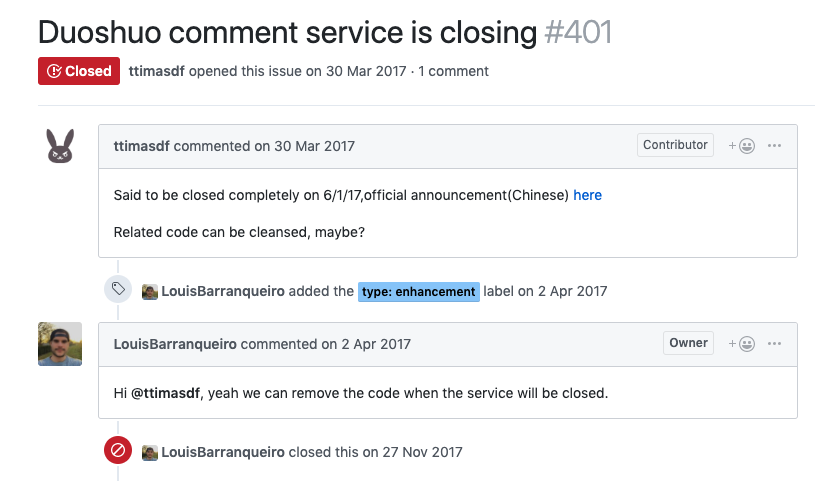 Duoshuo comment service is closing #401
Closed ttimasdf opened this issue on 30 Mar 2017 · 1 comment
ttimasdf commented on 30 Mar 2017 Contributor
Said to be closed completely on 6/1/17,official announcement(Chinese) here
Related code can be cleansed, maybe?
LouisBarranqueiro added the type: enhancement label on 2 Apr 2017
LouisBarranqueiro commented on 2 Apr 2017 Owner
Hi @ttimasdf, yeah we can remove the code when the service will be closed.
LouisBarranqueiro closed this on 27 Nov 2017